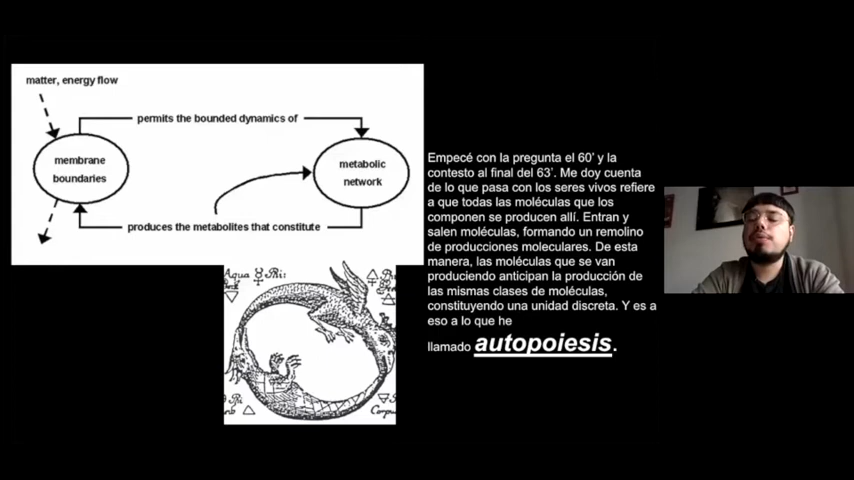 matter, energy flow
permits the bounded dynamics of
membrane
boundaries
metabolic
network
produces the metabolites that constitute
Empecé con la pregunta el 60' y la
contesto al final del 63'. Me doy cuenta
de lo que pasa con los seres vivos refiere
a que todas las moléculas que los
componen se producen allí. Entran y
salen moléculas, formando un remolino
de producciones moleculares. De esta
manera, las moléculas que se van
produciendo anticipan la producción de
las mismas clases de moléculas,
constituyendo una unidad discreta. Y es a
eso a lo que he
llamado autopoiesis.
Aqua Phi: